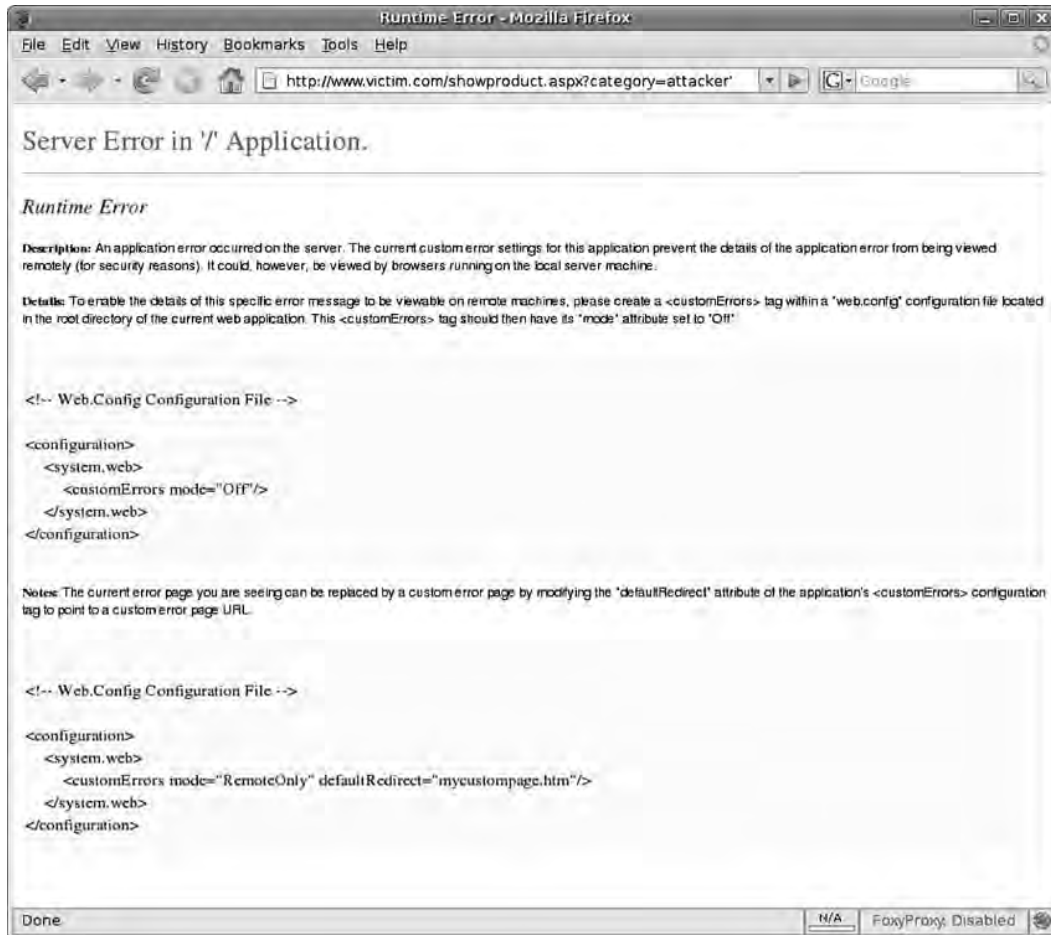 Runtime Error - Mozilla Firefox
File Edit View History Bookmarks Tools Help
http://www.victim.com/showproduct.aspx?category=attacker'
G Google
Server Error in '/' Application.
Runtime Error
Description: An application error occurred on the server. The current custom error settings for this application prevent the details of the application error from being viewed
remotely (for security reasons). It could, however, be viewed by browsers running on the local server machine.
Details: To enable the details of this specific error message to be viewable on remote machines, please create a <customErrors> tag within a "web.config" configuration file located
in the root directory of the current web application. This <customErrors> tag should then have its "mode" attribute set to "Off".
<!-- Web.Config Configuration File -->
<configuration>
<system.web>
<customErrors mode="Off"/>
</system.web>
</configuration>
Notes: The current error page you are seeing can be replaced by a custom error page by modifying the "defaultRedirect" attribute of the application's <customErrors> configuration
tag to point to a custom error page URL.
<!-- Web.Config Configuration File -->
<configuration>
<system.web>
<customErrors mode="RemoteOnly" defaultRedirect="mycustompage.htm"/>
</system.web>
</configuration>
Done
N/A
FoxyProxy: Disabled